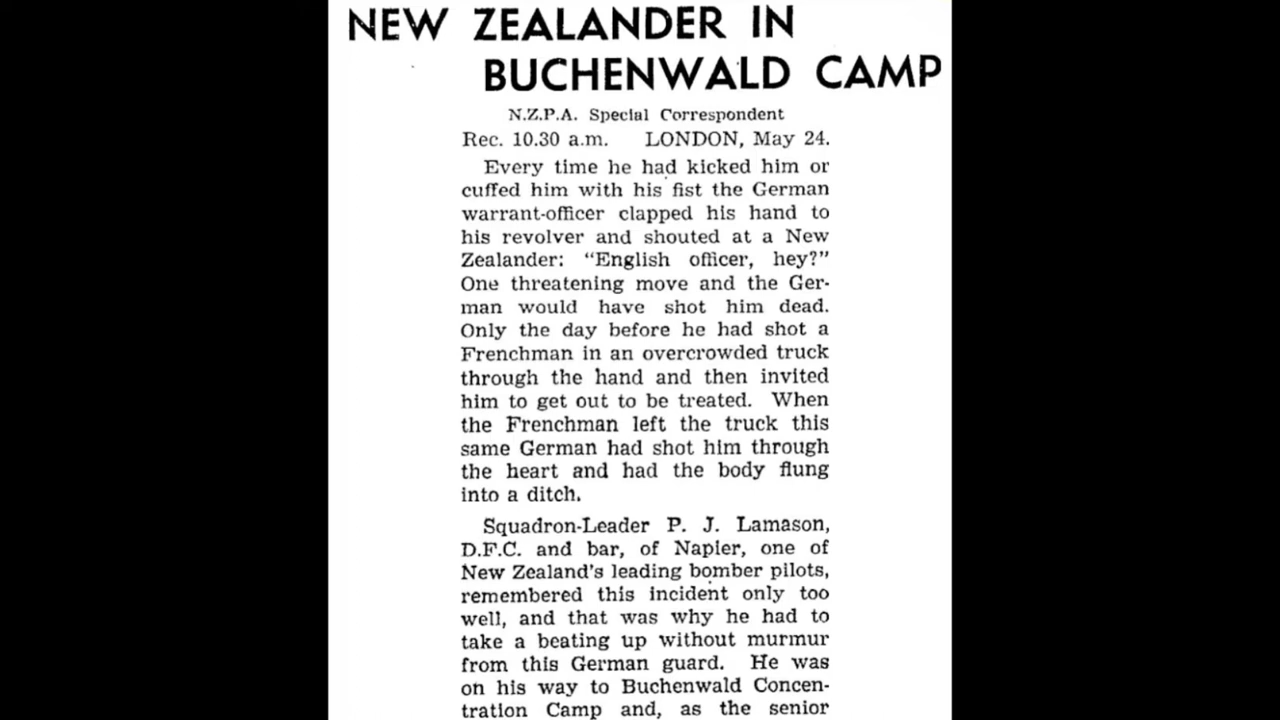 NEW ZEALANDER IN
BUCHENWALD CAMP
N.Z.P.A. Special Correspondent
Rec. 10.30 a.m. LONDON, May 24.
Every time he had kicked him or
cuffed him with his fist the German
warrant-officer clapped his hand to
his revolver and shouted at a New
Zealander: “English officer, hey?”
One threatening move and the Ger-
man would have shot him dead.
Only the day before he had shot a
Frenchman in an overcrowded truck
through the hand and then invited
him to get out to be treated. When
the Frenchman left the truck this
same German had shot him through
the heart and had the body flung
into a ditch.
Squadron-Leader P. J. Lamason,
D.F.C. and bar, of Napier, one of
New Zealand's leading bomber pilots,
remembered this incident only too
well, and that was why he had to
take a beating up without murmur
from this German guard. He was
on his way to Buchenwald Concen-
tration Camp and, as the senior